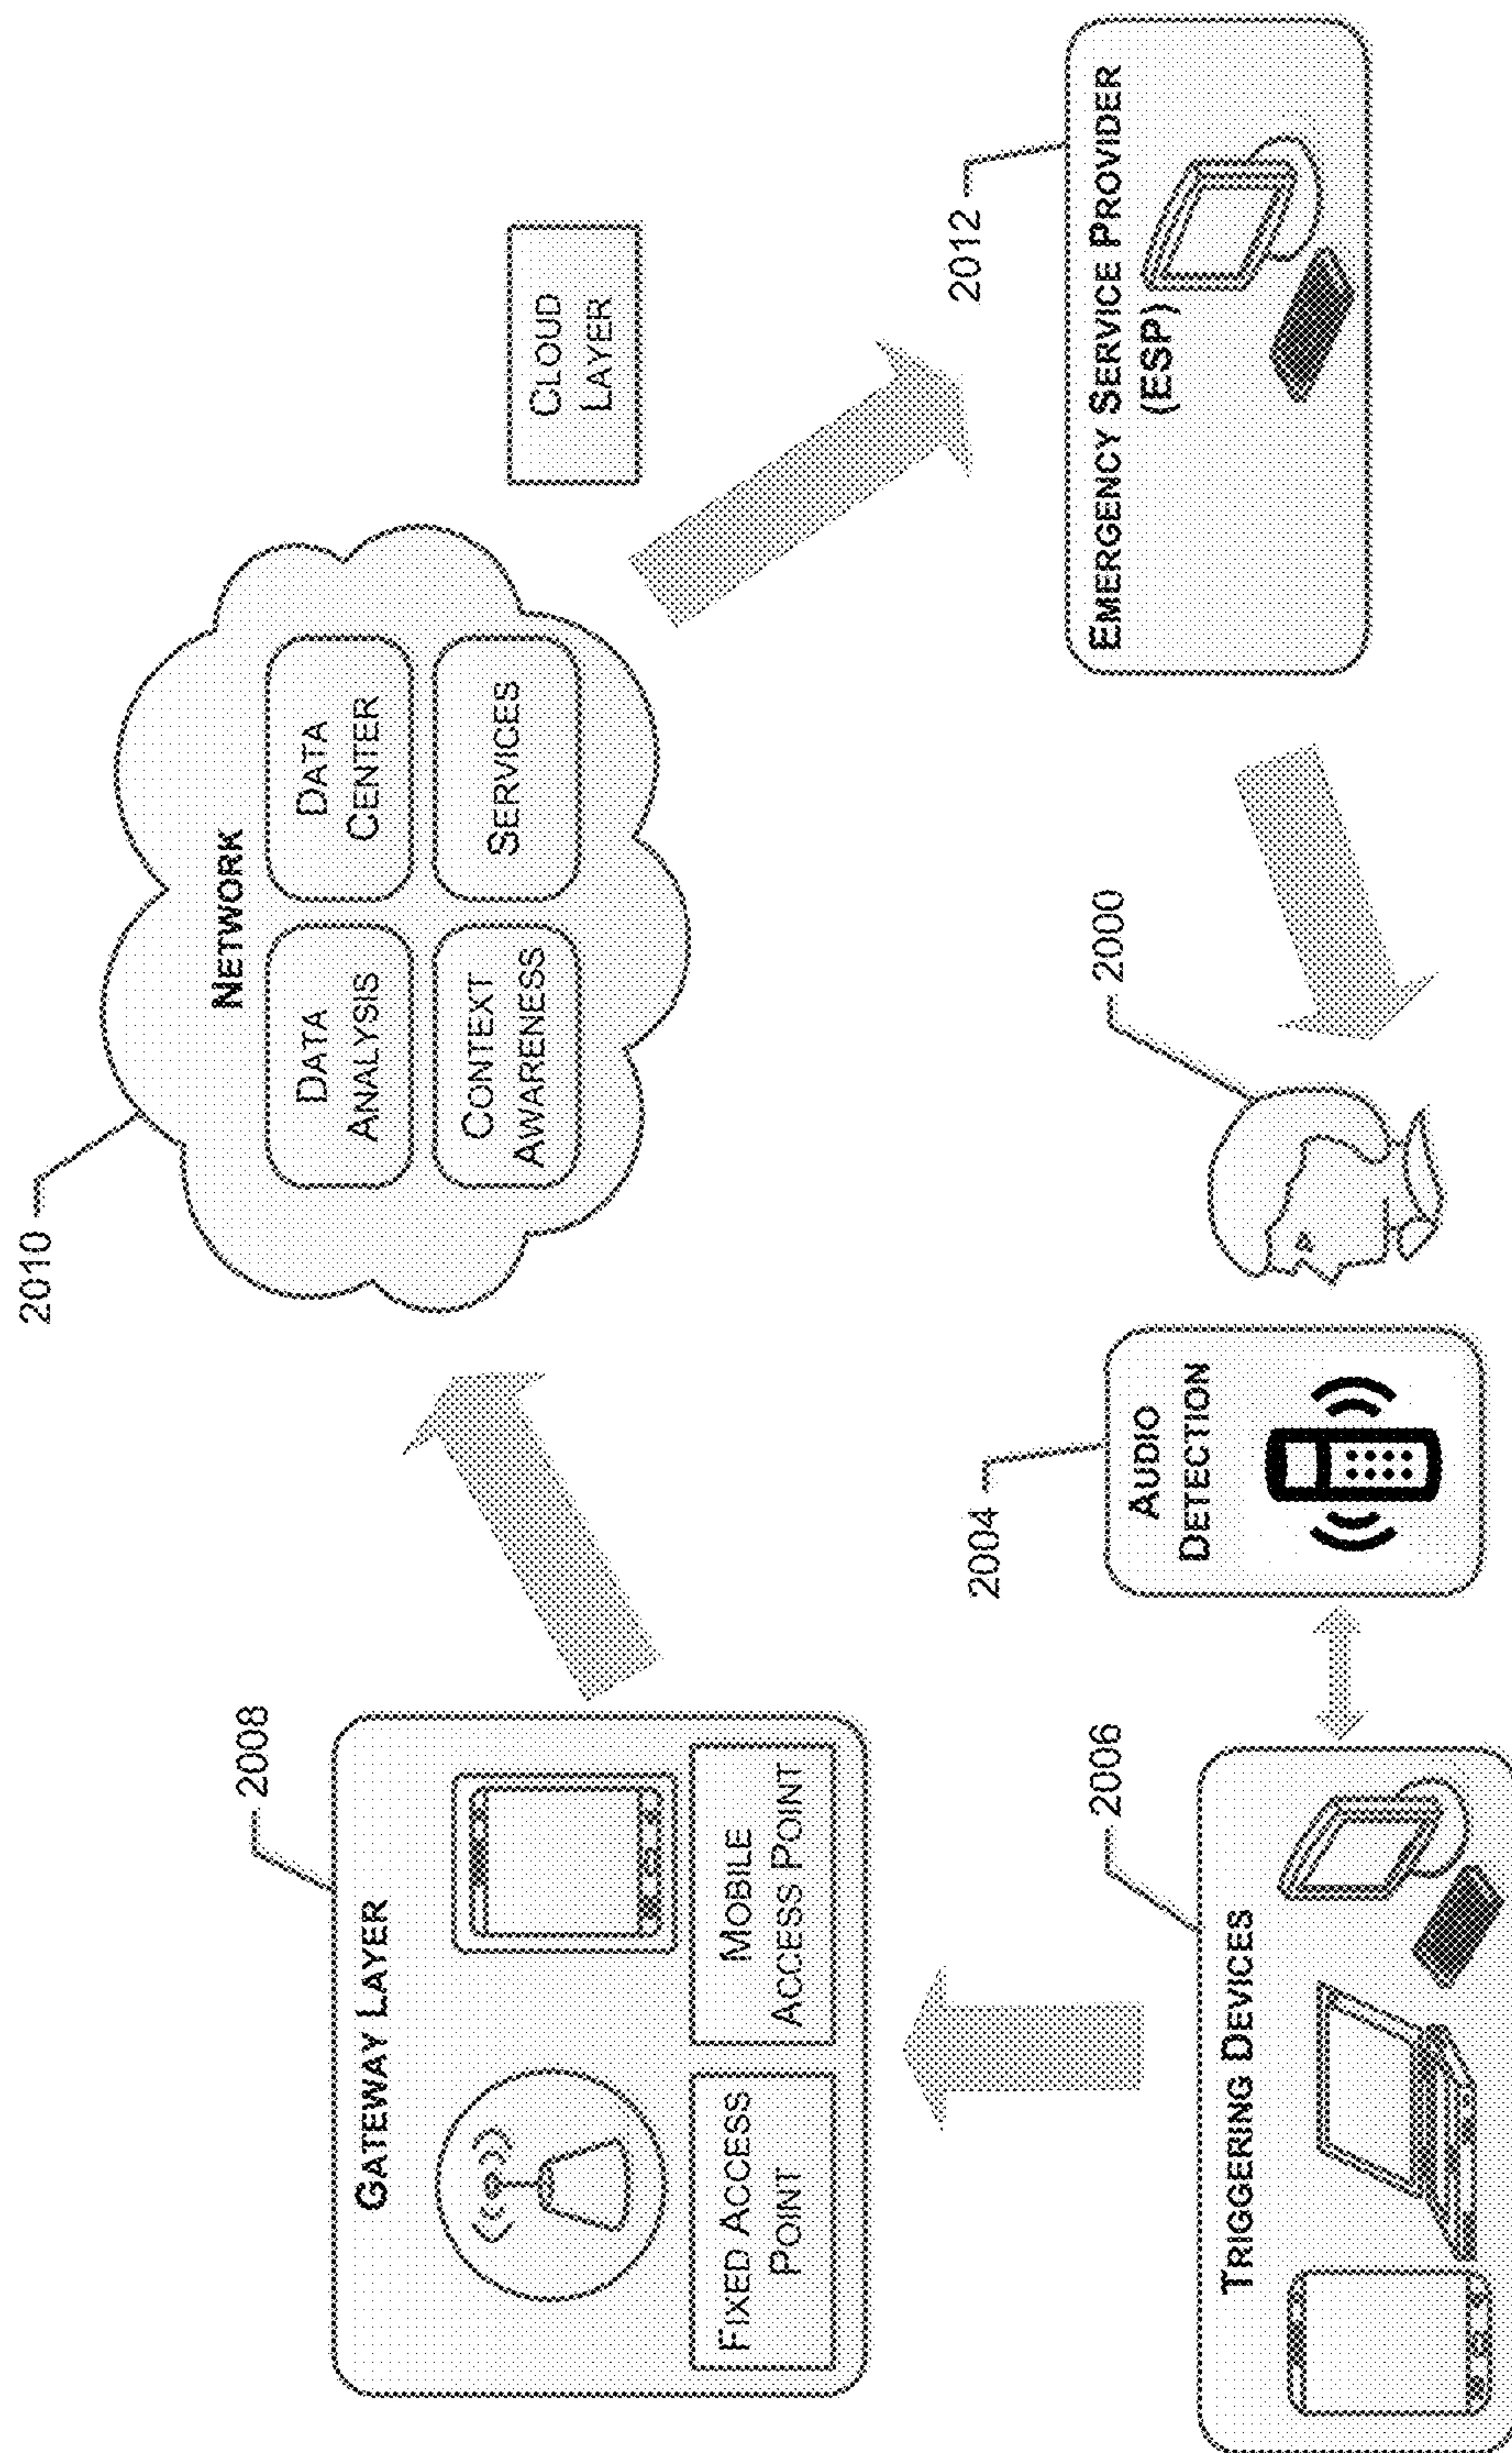 2010
NETWORK
DATA
ANALYSIS
DATA
CENTER
CONTEXT
AWARENESS
SERVICES
CLOUD
LAYER
2008
GATEWAY LAYER
FIXED ACCESS
POINT
MOBILE
ACCESS POINT
2006
TRIGGERING DEVICES
2004
AUDIO
DETECTION
2000
2012
EMERGENCY SERVICE PROVIDER
(ESP)